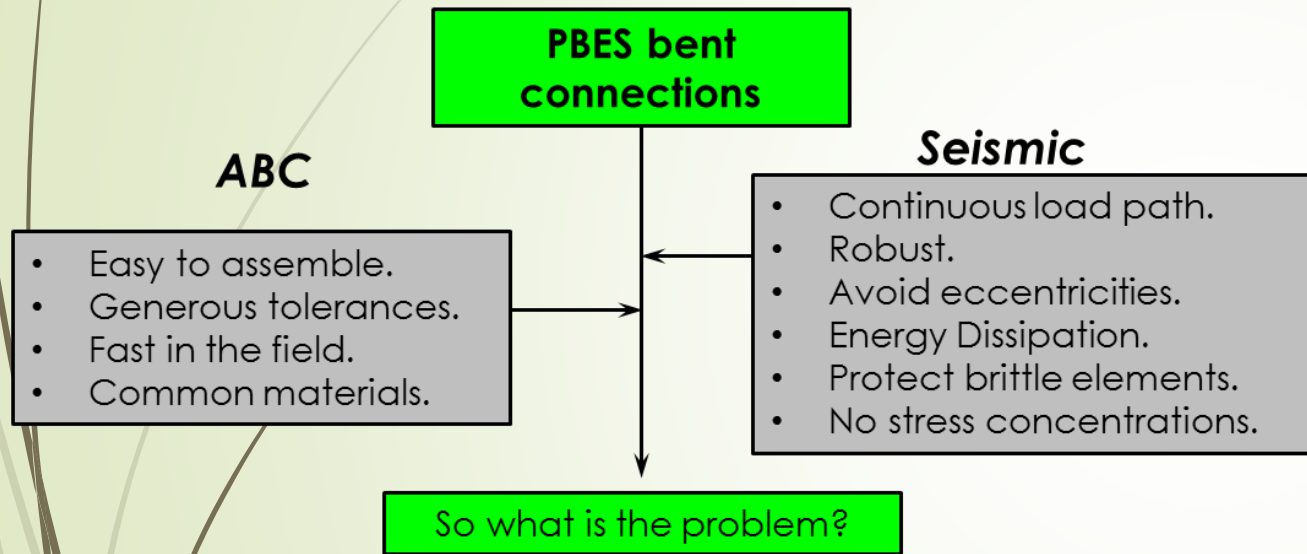 PBES bent
connections
ABC
• Easy to assemble.
• Generous tolerances.
• Fast in the field.
• Common materials.
Seismic
• Continuous load path.
• Robust.
• Avoid eccentricities.
• Energy Dissipation.
• Protect brittle elements.
• No stress concentrations.
So what is the problem?